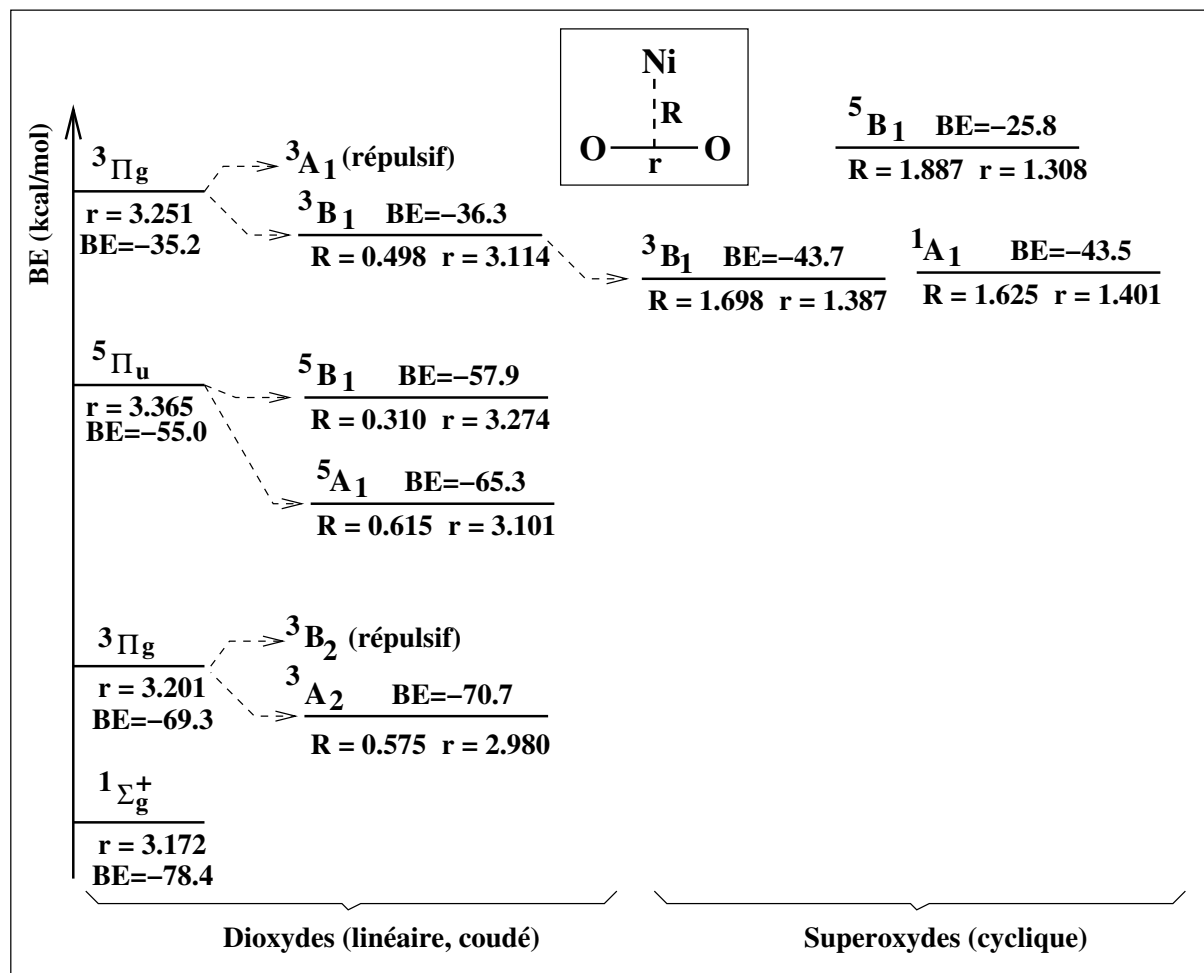 BE (kcal/mol)
Ni
R
O
O
r
³Πg
r = 3.251
BE=−35.2
³A₁ (répulsif)
³B₁ BE=−36.3
R = 0.498 r = 3.114
⁵Πu
r = 3.365
BE=−55.0
⁵B₁ BE=−57.9
R = 0.310 r = 3.274
⁵A₁ BE=−65.3
R = 0.615 r = 3.101
³Πg
r = 3.201
BE=−69.3
³B₂ (répulsif)
³A₂ BE=−70.7
R = 0.575 r = 2.980
¹Σg⁺
r = 3.172
BE=−78.4
⁵B₁ BE=−25.8
R = 1.887 r = 1.308
³B₁ BE=−43.7
R = 1.698 r = 1.387
¹A₁ BE=−43.5
R = 1.625 r = 1.401
Dioxydes (linéaire, coudé)
Superoxydes (cyclique)